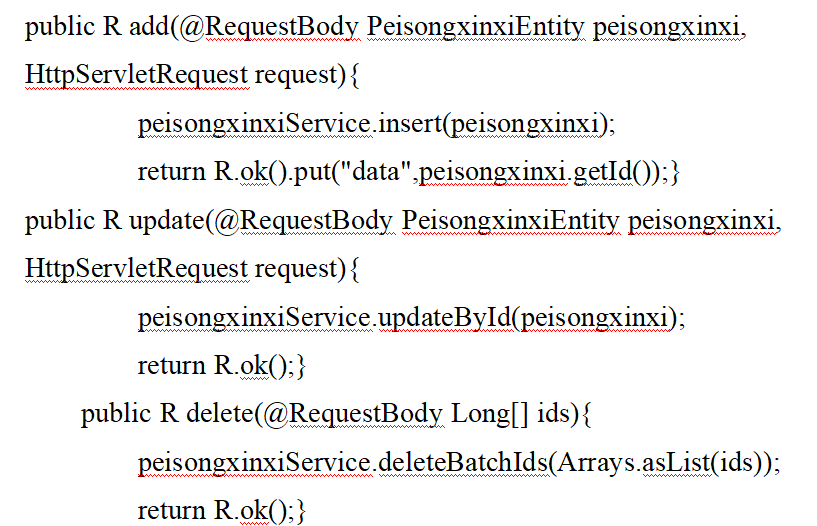 public R add(@RequestBody PeisongxinxiEntity peisongxinxi,
HttpServletRequest request){
peisongxinxiService.insert(peisongxinxi);
return R.ok().put("data",peisongxinxi.getId());}
public R update(@RequestBody PeisongxinxiEntity peisongxinxi,
HttpServletRequest request){
peisongxinxiService.updateById(peisongxinxi);
return R.ok();}
public R delete(@RequestBody Long[] ids){
peisongxinxiService.deleteBatchIds(Arrays.asList(ids));
return R.ok();}